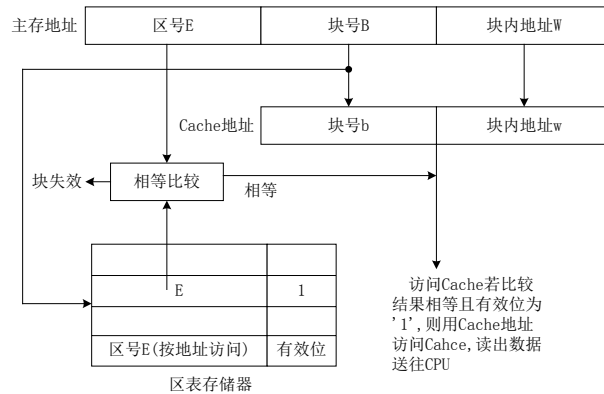 主存地址
区号E
块号B
块内地址W
Cache地址
块号b
块内地址w
块失效
相等比较
相等
E
1
区号E(按地址访问)
有效位
区表存储器
访问Cache若比较
结果相等且有效位为
'1',则用Cache地址
访问Cahce,读出数据
送往CPU